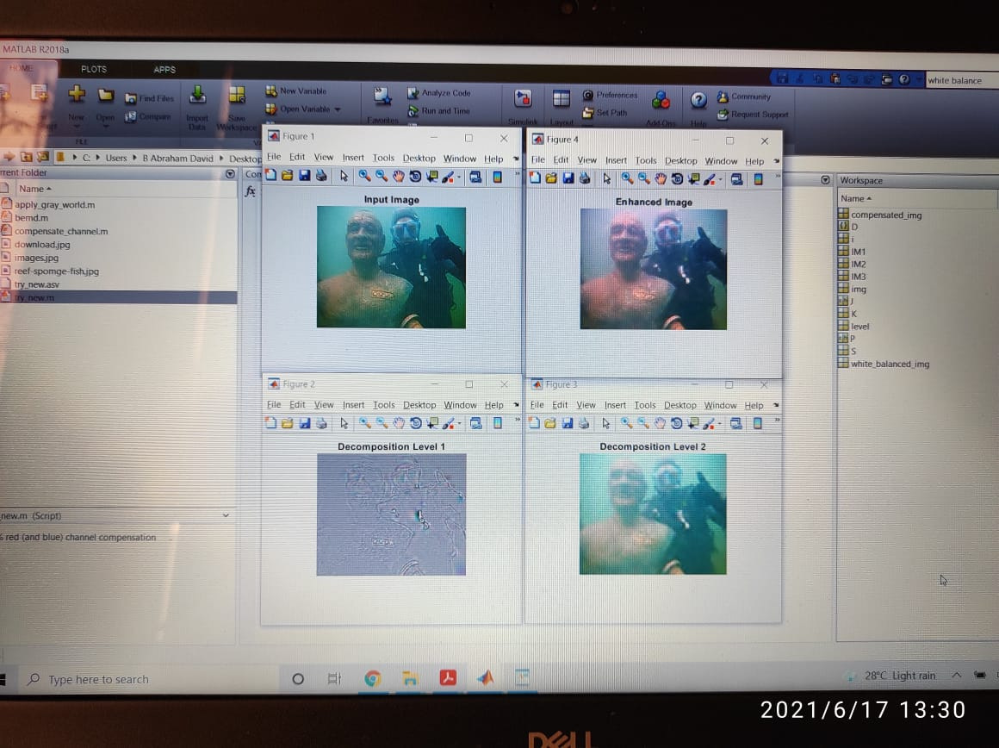 MATLAB R2018a
HOME PLOTS APPS
white balance
New Open Find Files Compare Import Data Save Workspace
New Variable
Open Variable
Favorites
Analyze Code
Run and Time
Simulink
Layout
Preferences
Set Path
Add-Ons
Help
Community
Request Support
FILE
C: Users B Abraham David Desktop
rrent Folder
Name
apply_gray_world.m
bemd.m
compensate_channel.m
download.jpg
images.jpg
reef-spomge-fish.jpg
try_new.asv
try_new.m
new.m (Script)
red (and blue) channel compensation
Con
fx
Figure 1
File Edit View Insert Tools Desktop Window Help
Input Image
Figure 4
File Edit View Insert Tools Desktop Window Help
Enhanced Image
Figure 2
File Edit View Insert Tools Desktop Window Help
Decomposition Level 1
Figure 3
File Edit View Insert Tools Desktop Window Help
Decomposition Level 2
Workspace
Name
compensated_img
D
i
IM1
IM2
IM3
img
J
K
level
P
S
white_balanced_img
Type here to search
28°C Light rain
2021/6/17 13:30
DELL